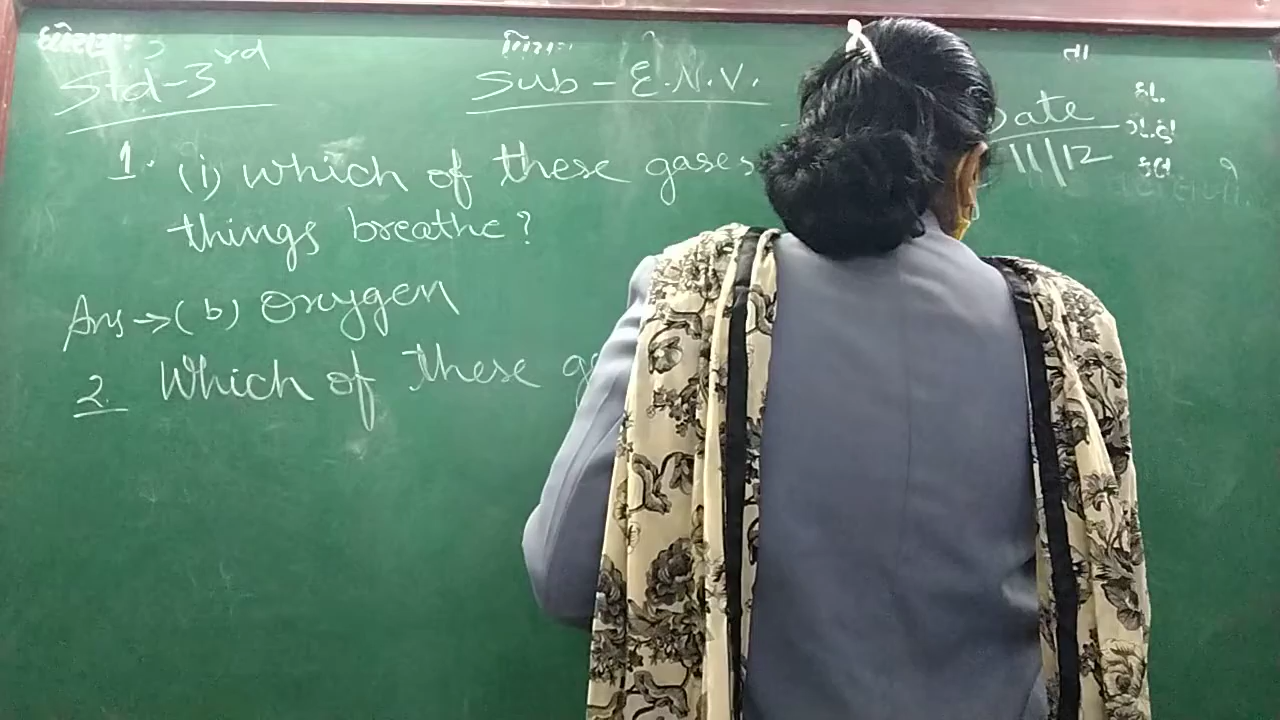 Std-3rd
Sub - E.N.V.
Date
11/12
1. (i) Which of these gases
things breathe?
Ans → (b) Oxygen
2. Which of these g
તા